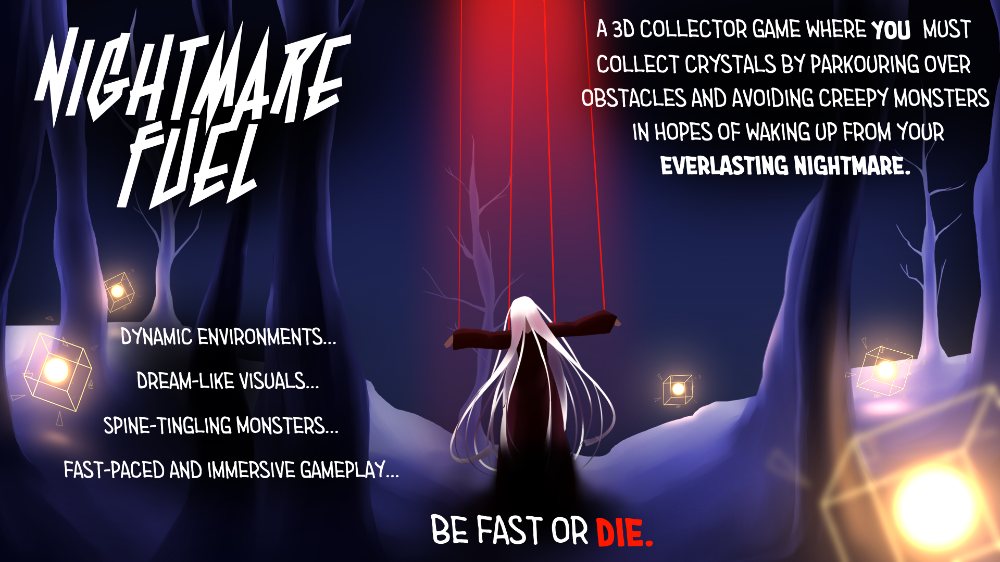 NIGHTMARE
FUEL
A 3D COLLECTOR GAME WHERE YOU MUST
COLLECT CRYSTALS BY PARKOURING OVER
OBSTACLES AND AVOIDING CREEPY MONSTERS
IN HOPES OF WAKING UP FROM YOUR
EVERLASTING NIGHTMARE.
DYNAMIC ENVIRONMENTS...
DREAM-LIKE VISUALS...
SPINE-TINGLING MONSTERS...
FAST-PACED AND IMMERSIVE GAMEPLAY...
BE FAST OR DIE.